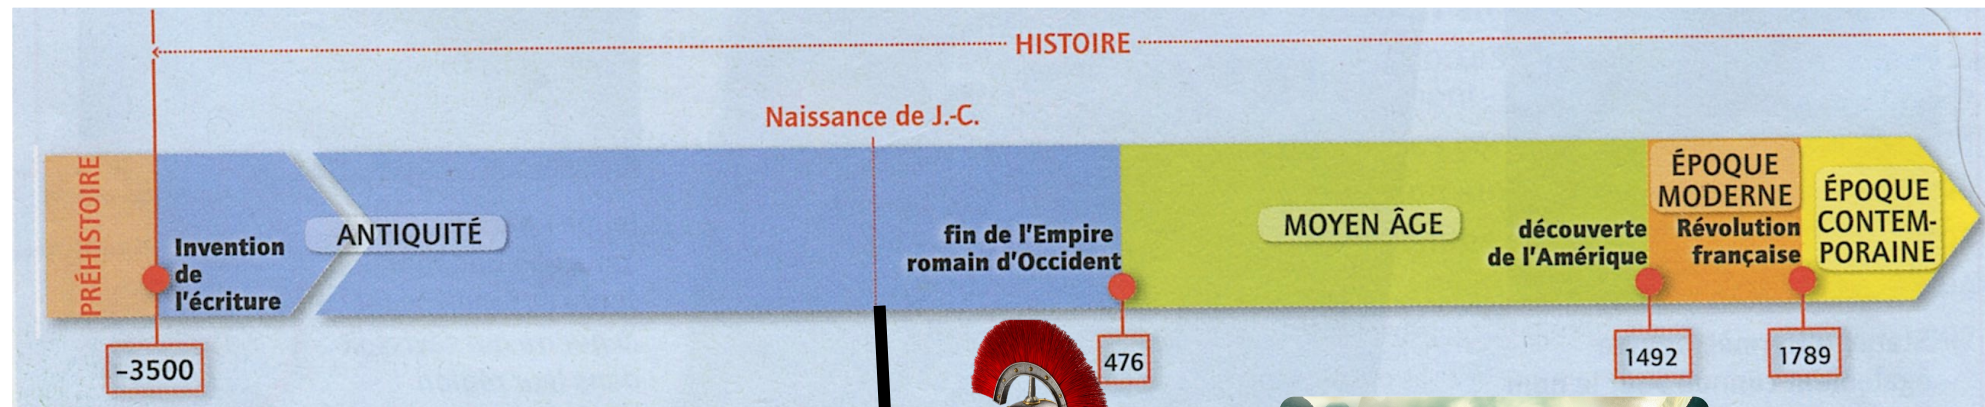 HISTOIRE
Naissance de J.-C.
PRÉHISTOIRE
Invention
de
l'écriture
ANTIQUITÉ
fin de l'Empire
romain d'Occident
MOYEN ÂGE
découverte
de l'Amérique
ÉPOQUE
MODERNE
Révolution
française
ÉPOQUE
CONTEM-
PORAINE
–3500
476
1492
1789